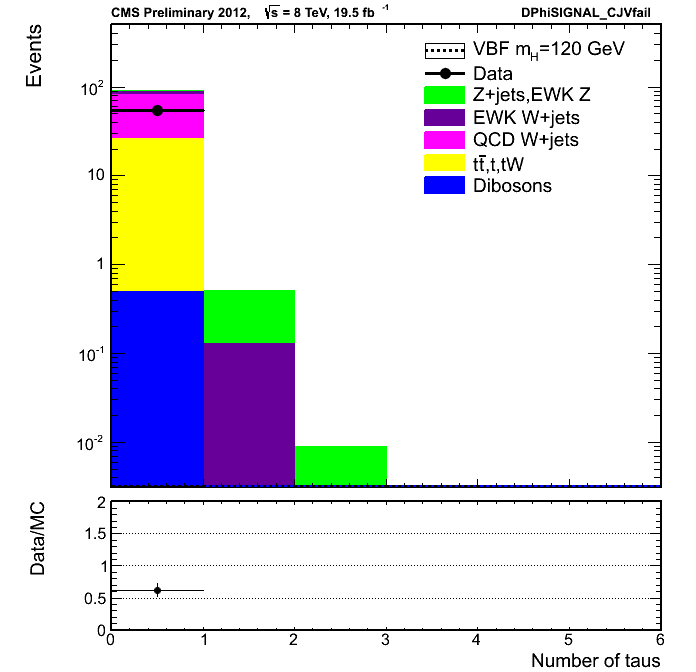 CMS Preliminary 2012, √s = 8 TeV, 19.5 fb⁻¹ DPhiSIGNAL_CJVfail
Events
VBF m_H=120 GeV
Data
Z+jets,EWK Z
EWK W+jets
QCD W+jets
tt̄,t,tW
Dibosons
10²
10
1
10⁻¹
10⁻²
Data/MC
2
1.5
1
0.5
0
0 1 2 3 4 5 6
Number of taus